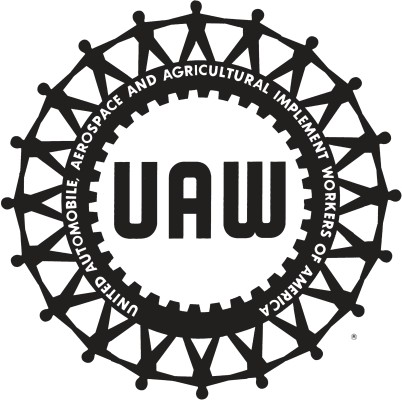 UNITED AUTOMOBILE, AEROSPACE AND AGRICULTURAL IMPLEMENT WORKERS OF AMERICA
UAW
®